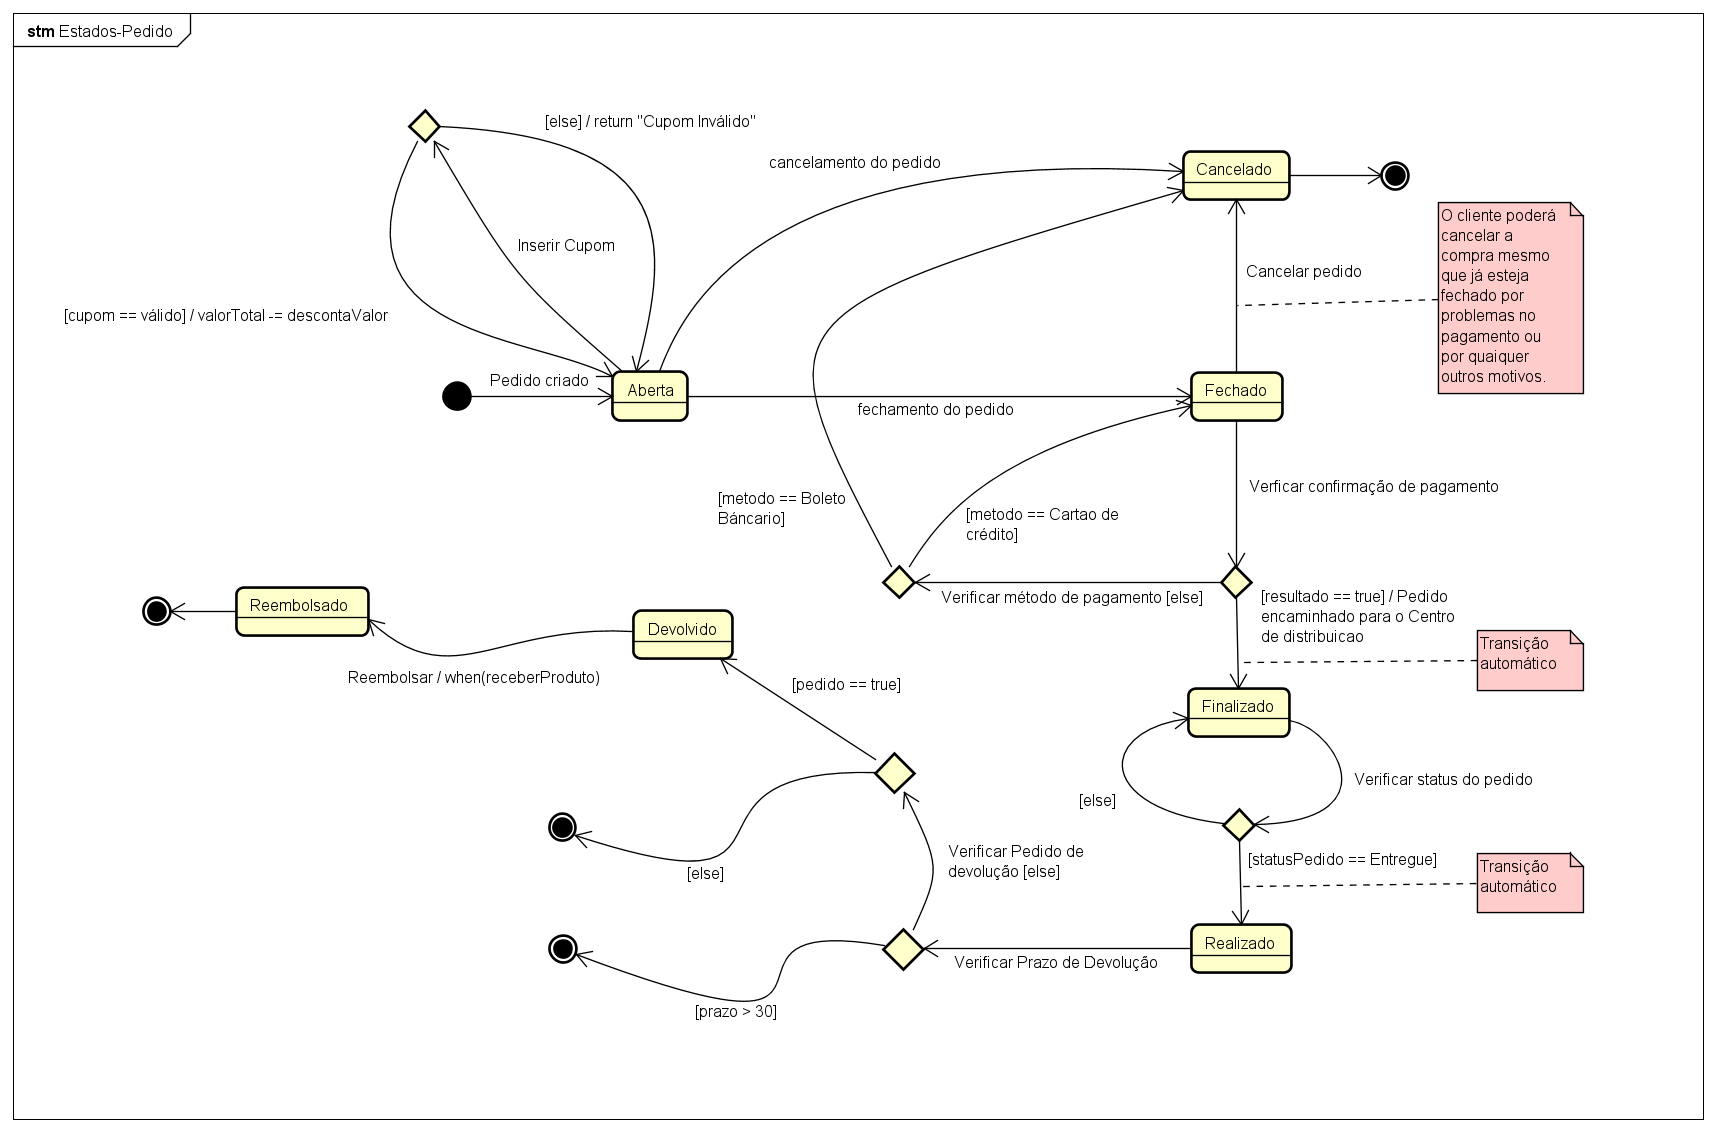 stm Estados-Pedido
[else] / return "Cupom Inválido"
cancelamento do pedido
Cancelado
O cliente poderá
cancelar a
compra mesmo
que já esteja
fechado por
problemas no
pagamento ou
por quaiquer
outros motivos.
Inserir Cupom
Cancelar pedido
[cupom == válido] / valorTotal -= descontaValor
Pedido criado
Aberta
fechamento do pedido
Fechado
[metodo == Boleto
Báncario]
[metodo == Cartao de
crédito]
Verficar confirmação de pagamento
Verificar método de pagamento [else]
[resultado == true] / Pedido
encaminhado para o Centro
de distribuicao
Transição
automático
Reembolsado
Devolvido
Reembolsar / when(receberProduto)
[pedido == true]
Finalizado
Verificar status do pedido
[else]
[else]
Verificar Pedido de
devolução [else]
[statusPedido == Entregue]
Transição
automático
Realizado
Verificar Prazo de Devolução
[prazo > 30]